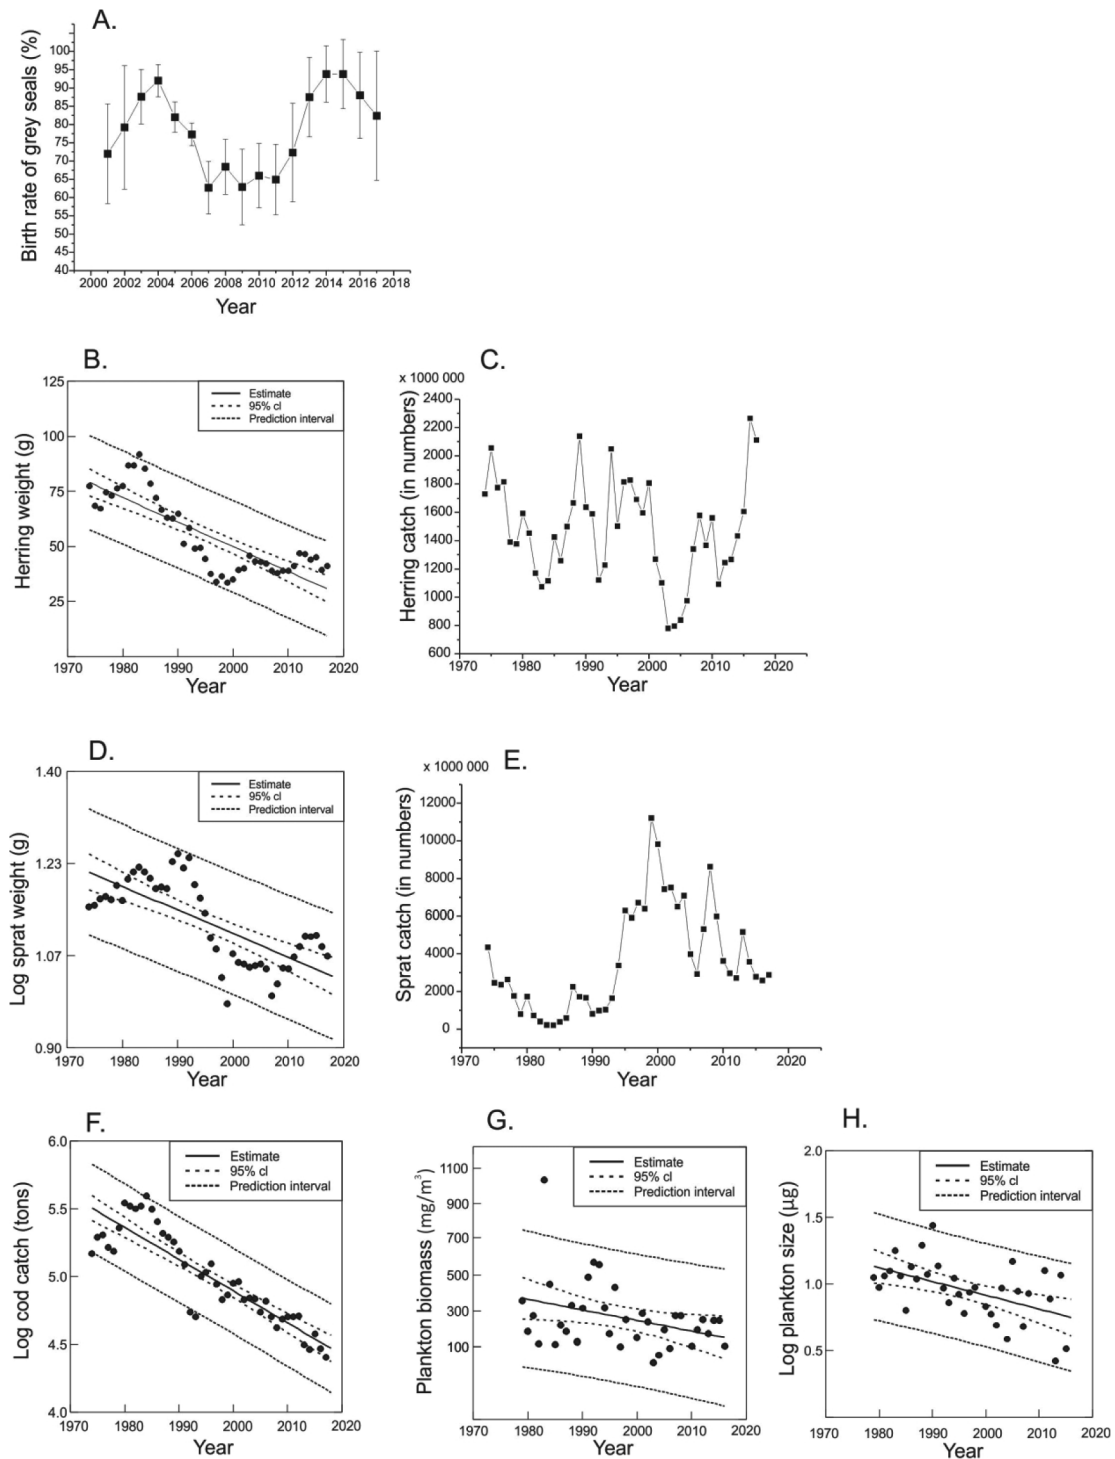 A.
Birth rate of grey seals (%)
100
95
90
85
80
75
70
65
60
55
50
45
40
2000 2002 2004 2006 2008 2010 2012 2014 2016 2018
Year
B.
Herring weight (g)
125
100
75
50
25
Estimate
95% cl
Prediction interval
1970 1980 1990 2000 2010 2020
Year
C.
x 1000 000
Herring catch (in numbers)
2400
2200
2000
1800
1600
1400
1200
1000
800
600
1970 1980 1990 2000 2010 2020
Year
D.
Log sprat weight (g)
1.40
1.23
1.07
0.90
Estimate
95% cl
Prediction interval
1970 1980 1990 2000 2010 2020
Year
E.
x 1000 000
Sprat catch (in numbers)
12000
10000
8000
6000
4000
2000
0
1970 1980 1990 2000 2010 2020
Year
F.
Log cod catch (tons)
6.0
5.5
5.0
4.5
4.0
Estimate
95% cl
Prediction interval
1970 1980 1990 2000 2010 2020
Year
G.
Plankton biomass (mg/m³)
1100
900
700
500
300
100
Estimate
95% cl
Prediction interval
1970 1980 1990 2000 2010 2020
Year
H.
Log plankton size (µg)
2.0
1.5
1.0
0.5
Estimate
95% cl
Prediction interval
1970 1980 1990 2000 2010 2020
Year